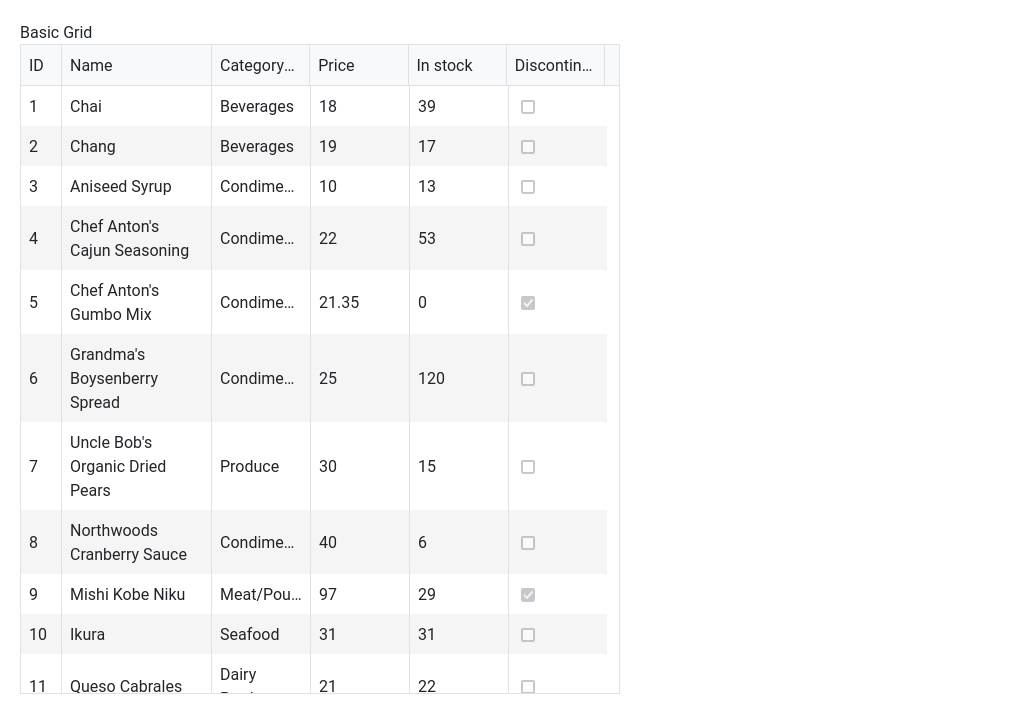 Basic Grid
ID Name Category... Price In stock Discontin...
1 Chai Beverages 18 39
2 Chang Beverages 19 17
3 Aniseed Syrup Condime... 10 13
4 Chef Anton's Cajun Seasoning Condime... 22 53
5 Chef Anton's Gumbo Mix Condime... 21.35 0
6 Grandma's Boysenberry Spread Condime... 25 120
7 Uncle Bob's Organic Dried Pears Produce 30 15
8 Northwoods Cranberry Sauce Condime... 40 6
9 Mishi Kobe Niku Meat/Pou... 97 29
10 Ikura Seafood 31 31
11 Queso Cabrales Dairy 21 22